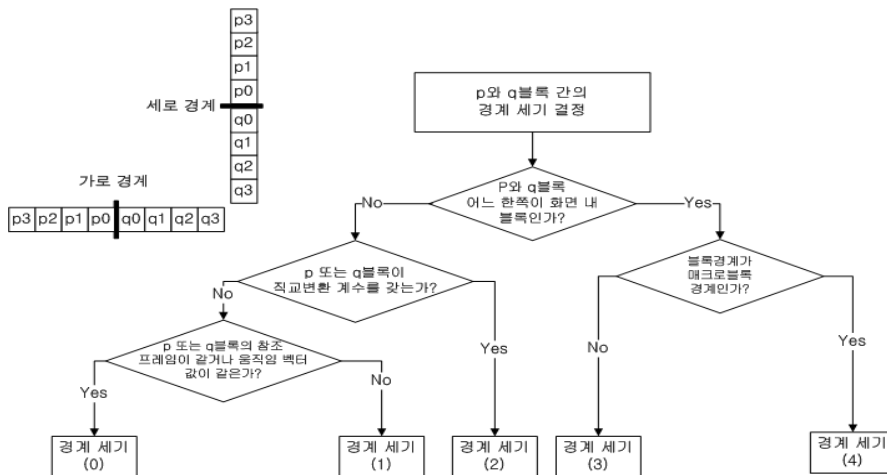 p3
p2
p1
p0
세로 경계
q0
q1
q2
q3
가로 경계
p3 p2 p1 p0 q0 q1 q2 q3
p와 q블록 간의
경계 세기 결정
P와 q블록
어느 한쪽이 화면 내
블록인가?
No
Yes
p 또는 q블록이
직교변환 계수를 갖는가?
블록경계가
매크로블록
경계인가?
No
Yes
No
Yes
p 또는 q블록의 참조
프레임이 같거나 움직임 벡터
값이 같은가?
Yes
No
경계 세기
(0)
경계 세기
(1)
경계 세기
(2)
경계 세기
(3)
경계 세기
(4)